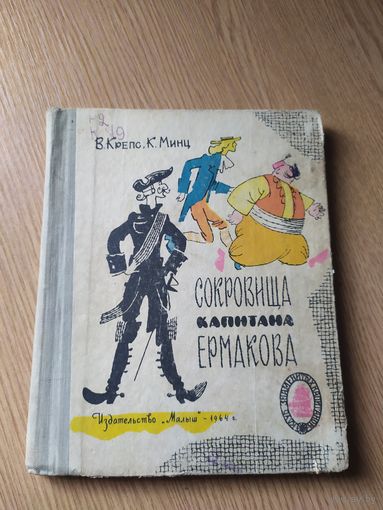 В. Крепс, К. Минц
СОКРОВИЩА
КАПИТАНА
ЕРМАКОВА
Издательство „Малыш" - 1964 г.